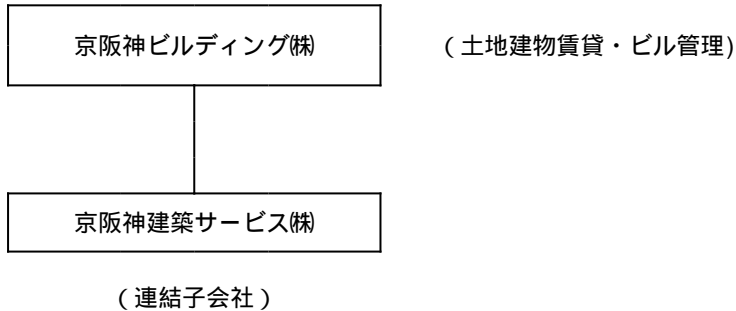 京阪神ビルディング㈱
(土地建物賃貸・ビル管理)
京阪神建築サービス㈱
(連結子会社)